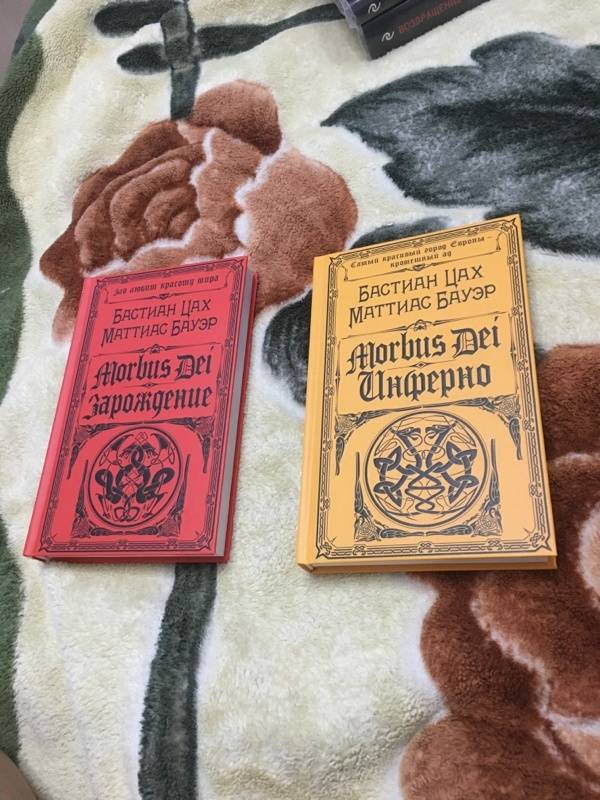 ВОЗВРАЩЕНИЕ
Зло любит красоту мира
БАСТИАН ЦАХ
МАТТИАС БАУЭР
Morbus Dei
Зарождение
Самый красивый город Европы –
кромешный ад
БАСТИАН ЦАХ
МАТТИАС БАУЭР
Morbus Dei
Инферно